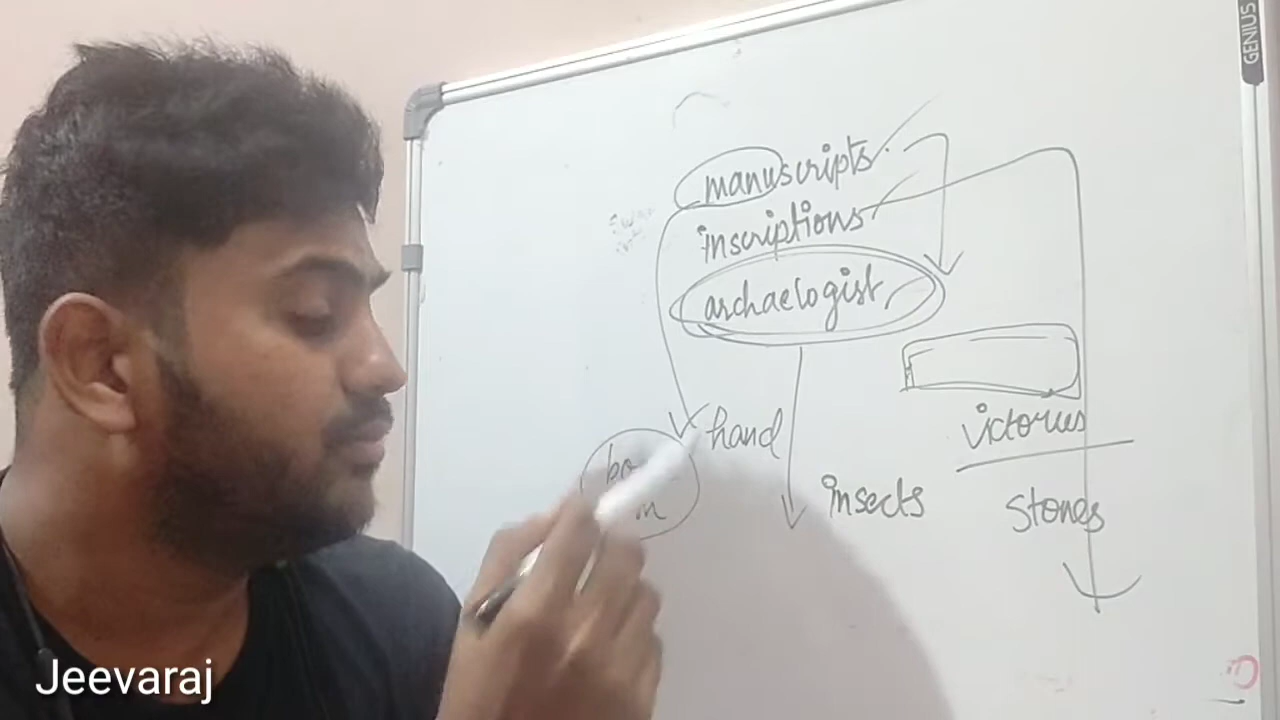 GENIUS
manuscripts
inscriptions
archaelogist
victories
hand
insects
stones
Jeevaraj